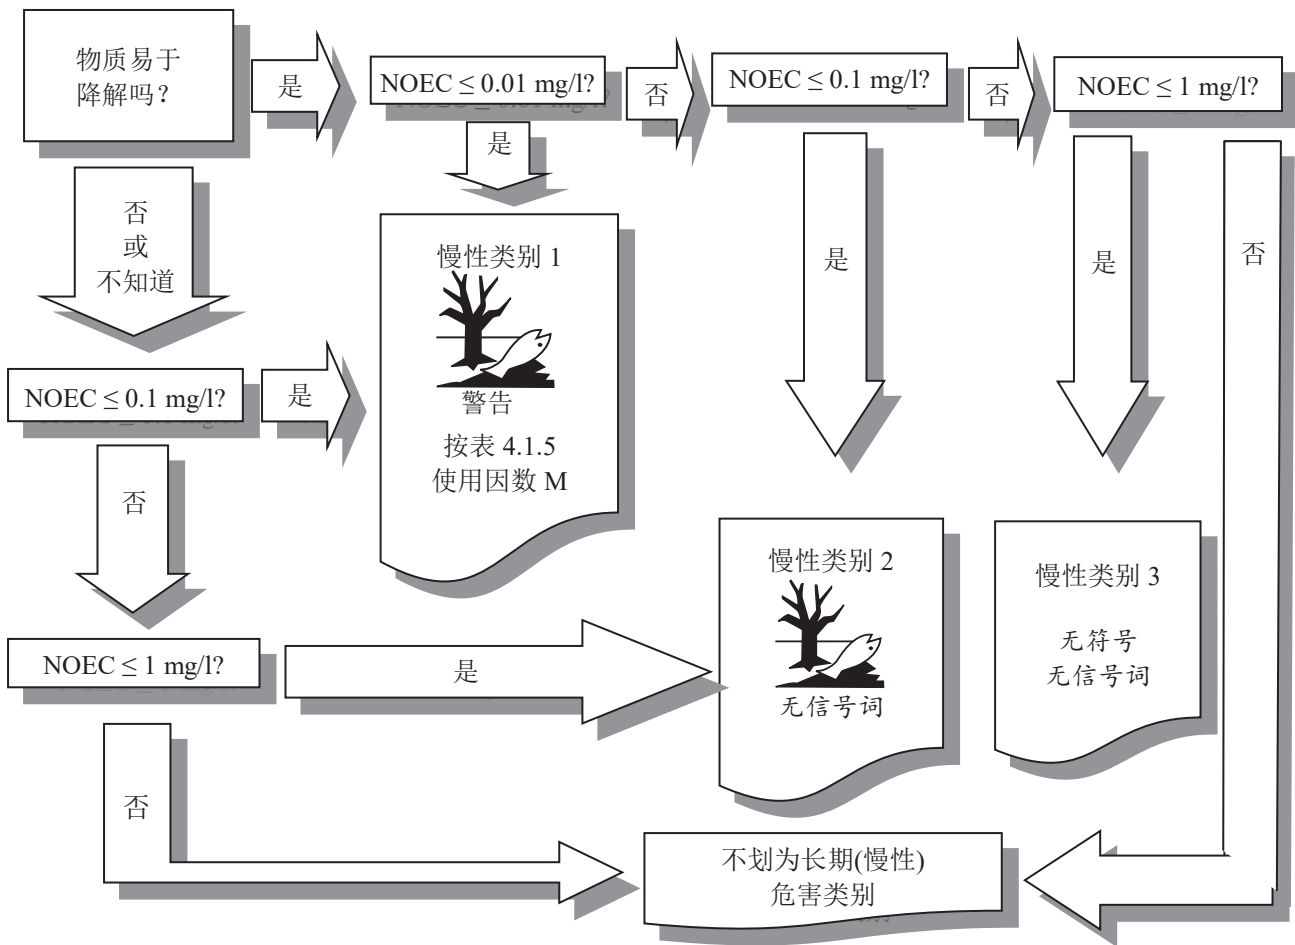 物质易于
降解吗？
是
NOEC ≤ 0.01 mg/l?
否
NOEC ≤ 0.1 mg/l?
否
NOEC ≤ 1 mg/l?
是
否
或
不知道
慢性类别 1
警告
按表 4.1.5
使用因数 M
是
是
否
NOEC ≤ 0.1 mg/l?
是
否
慢性类别 2
无信号词
慢性类别 3
无符号
无信号词
NOEC ≤ 1 mg/l?
是
否
不划为长期(慢性)
危害类别